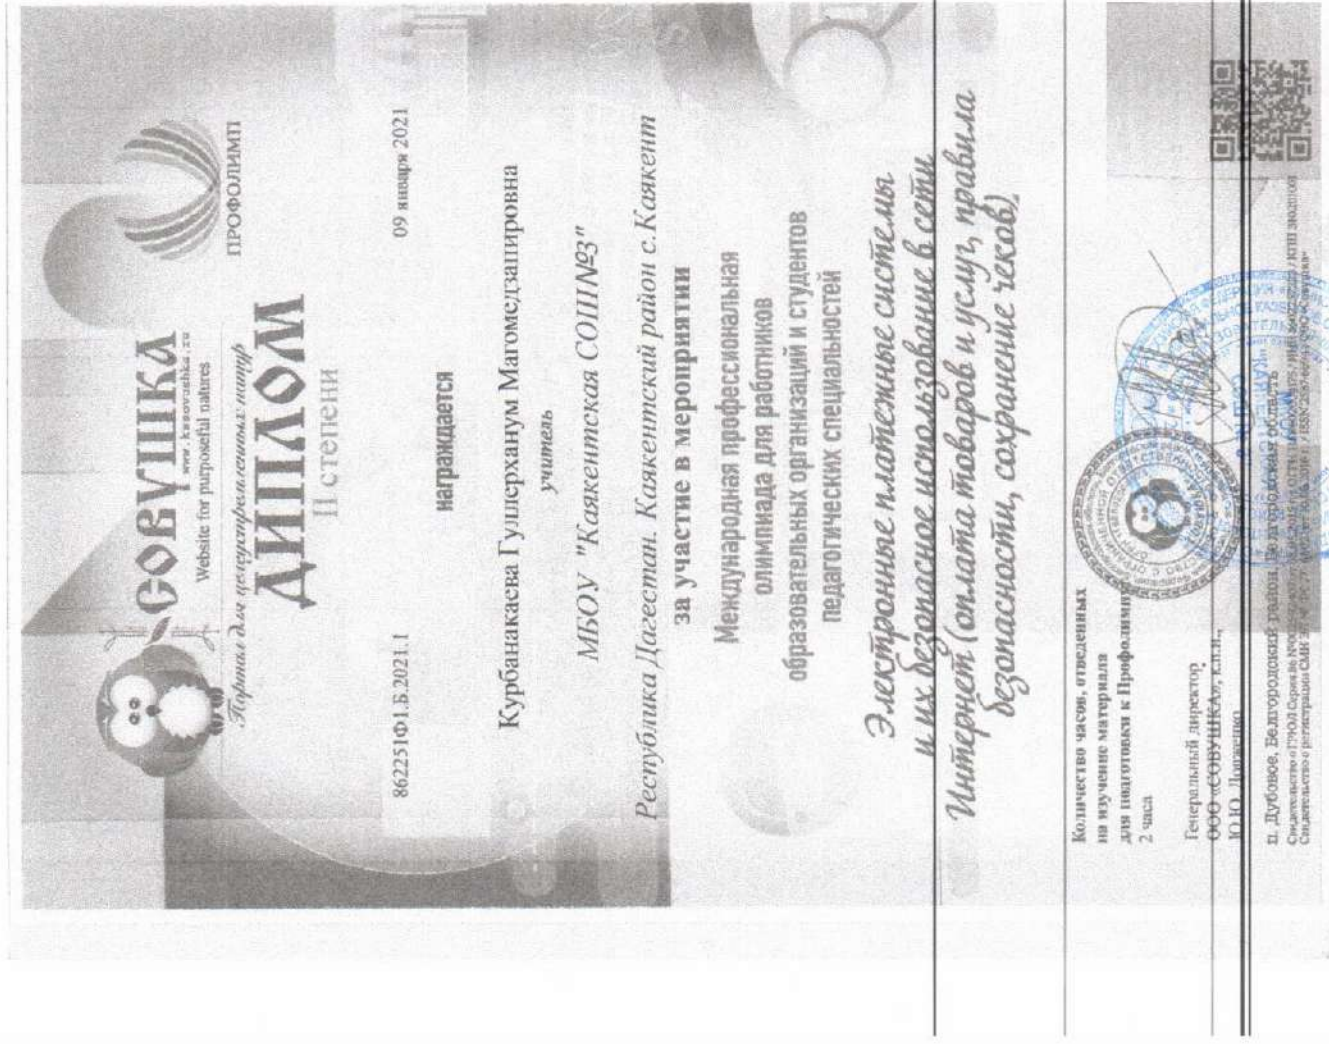 СОВУШКА
www.kssovushka.ru
Website for purposeful natures
Портал для целеустремленных натур
ПРОФОЛИМП
ДИПЛОМ
II степени
862251Ф1.Б.2021.1
09 января 2021
награждается
Курбанакаева Гуллерханум Магомедзапировна
учитель
МБОУ "Каякентская СОШ№3"
Республика Дагестан. Каякентский район с.Каякент
за участие в мероприятии
Международная профессиональная
олимпиада для работников
образовательных организаций и студентов
педагогических специальностей
Электронные платежные системы
и их безопасное использование в сети
Интернет (оплата товаров и услуг, правила
безопасности, сохранение чеков)
Количество часов, отведенных
на изучение материала
для подготовки к Профолимпи
2 часа
Генеральный директор
ООО «СОВУШКА», к.п.н.,
Ю.Ю. Довженко
п. Дубовое, Белгородский район, Белгородская область